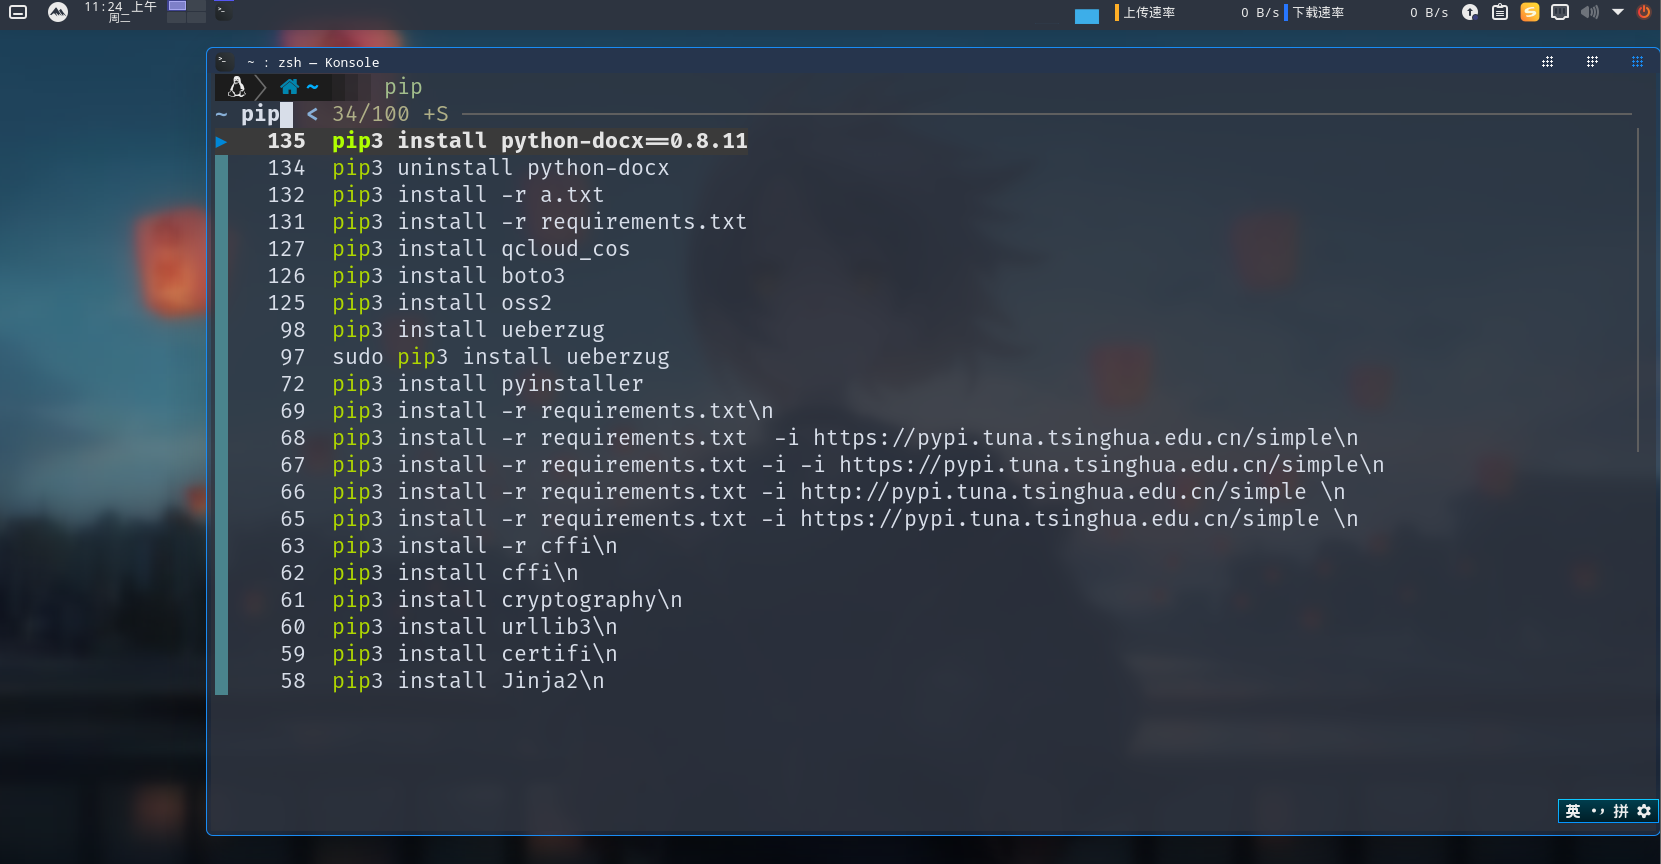 11:24 上午
周二
上传速率 0 B/s 下载速率 0 B/s
~ : zsh — Konsole
~ pip
~ pip < 34/100 +S
135 pip3 install python-docx==0.8.11
134 pip3 uninstall python-docx
132 pip3 install -r a.txt
131 pip3 install -r requirements.txt
127 pip3 install qcloud_cos
126 pip3 install boto3
125 pip3 install oss2
98 pip3 install ueberzug
97 sudo pip3 install ueberzug
72 pip3 install pyinstaller
69 pip3 install -r requirements.txt\n
68 pip3 install -r requirements.txt  -i https://pypi.tuna.tsinghua.edu.cn/simple\n
67 pip3 install -r requirements.txt -i -i https://pypi.tuna.tsinghua.edu.cn/simple\n
66 pip3 install -r requirements.txt -i http://pypi.tuna.tsinghua.edu.cn/simple \n
65 pip3 install -r requirements.txt -i https://pypi.tuna.tsinghua.edu.cn/simple \n
63 pip3 install -r cffi\n
62 pip3 install cffi\n
61 pip3 install cryptography\n
60 pip3 install urllib3\n
59 pip3 install certifi\n
58 pip3 install Jinja2\n
英 ·, 拼